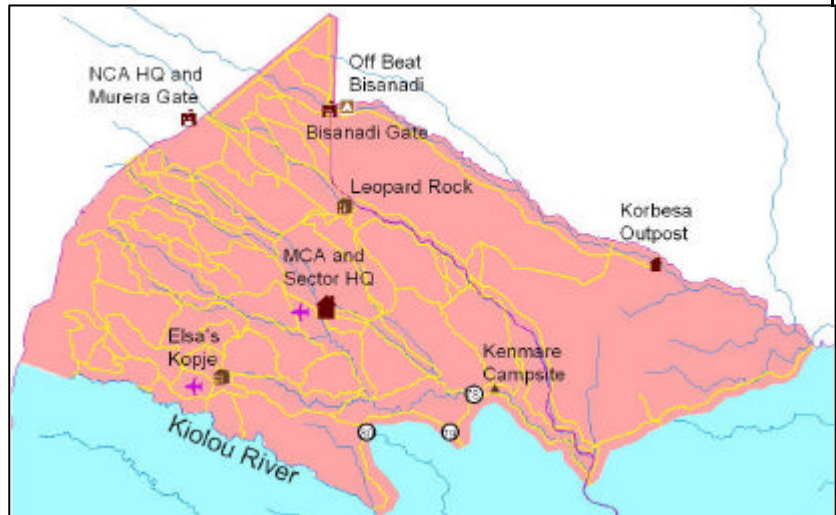 NCA HQ and
Murera Gate
Off Beat
Bisanadi
Bisanadi Gate
Leopard Rock
Korbesa
Outpost
MCA and
Sector HQ
Elsa's
Kopje
Kenmare
Campsite
Kiolou River